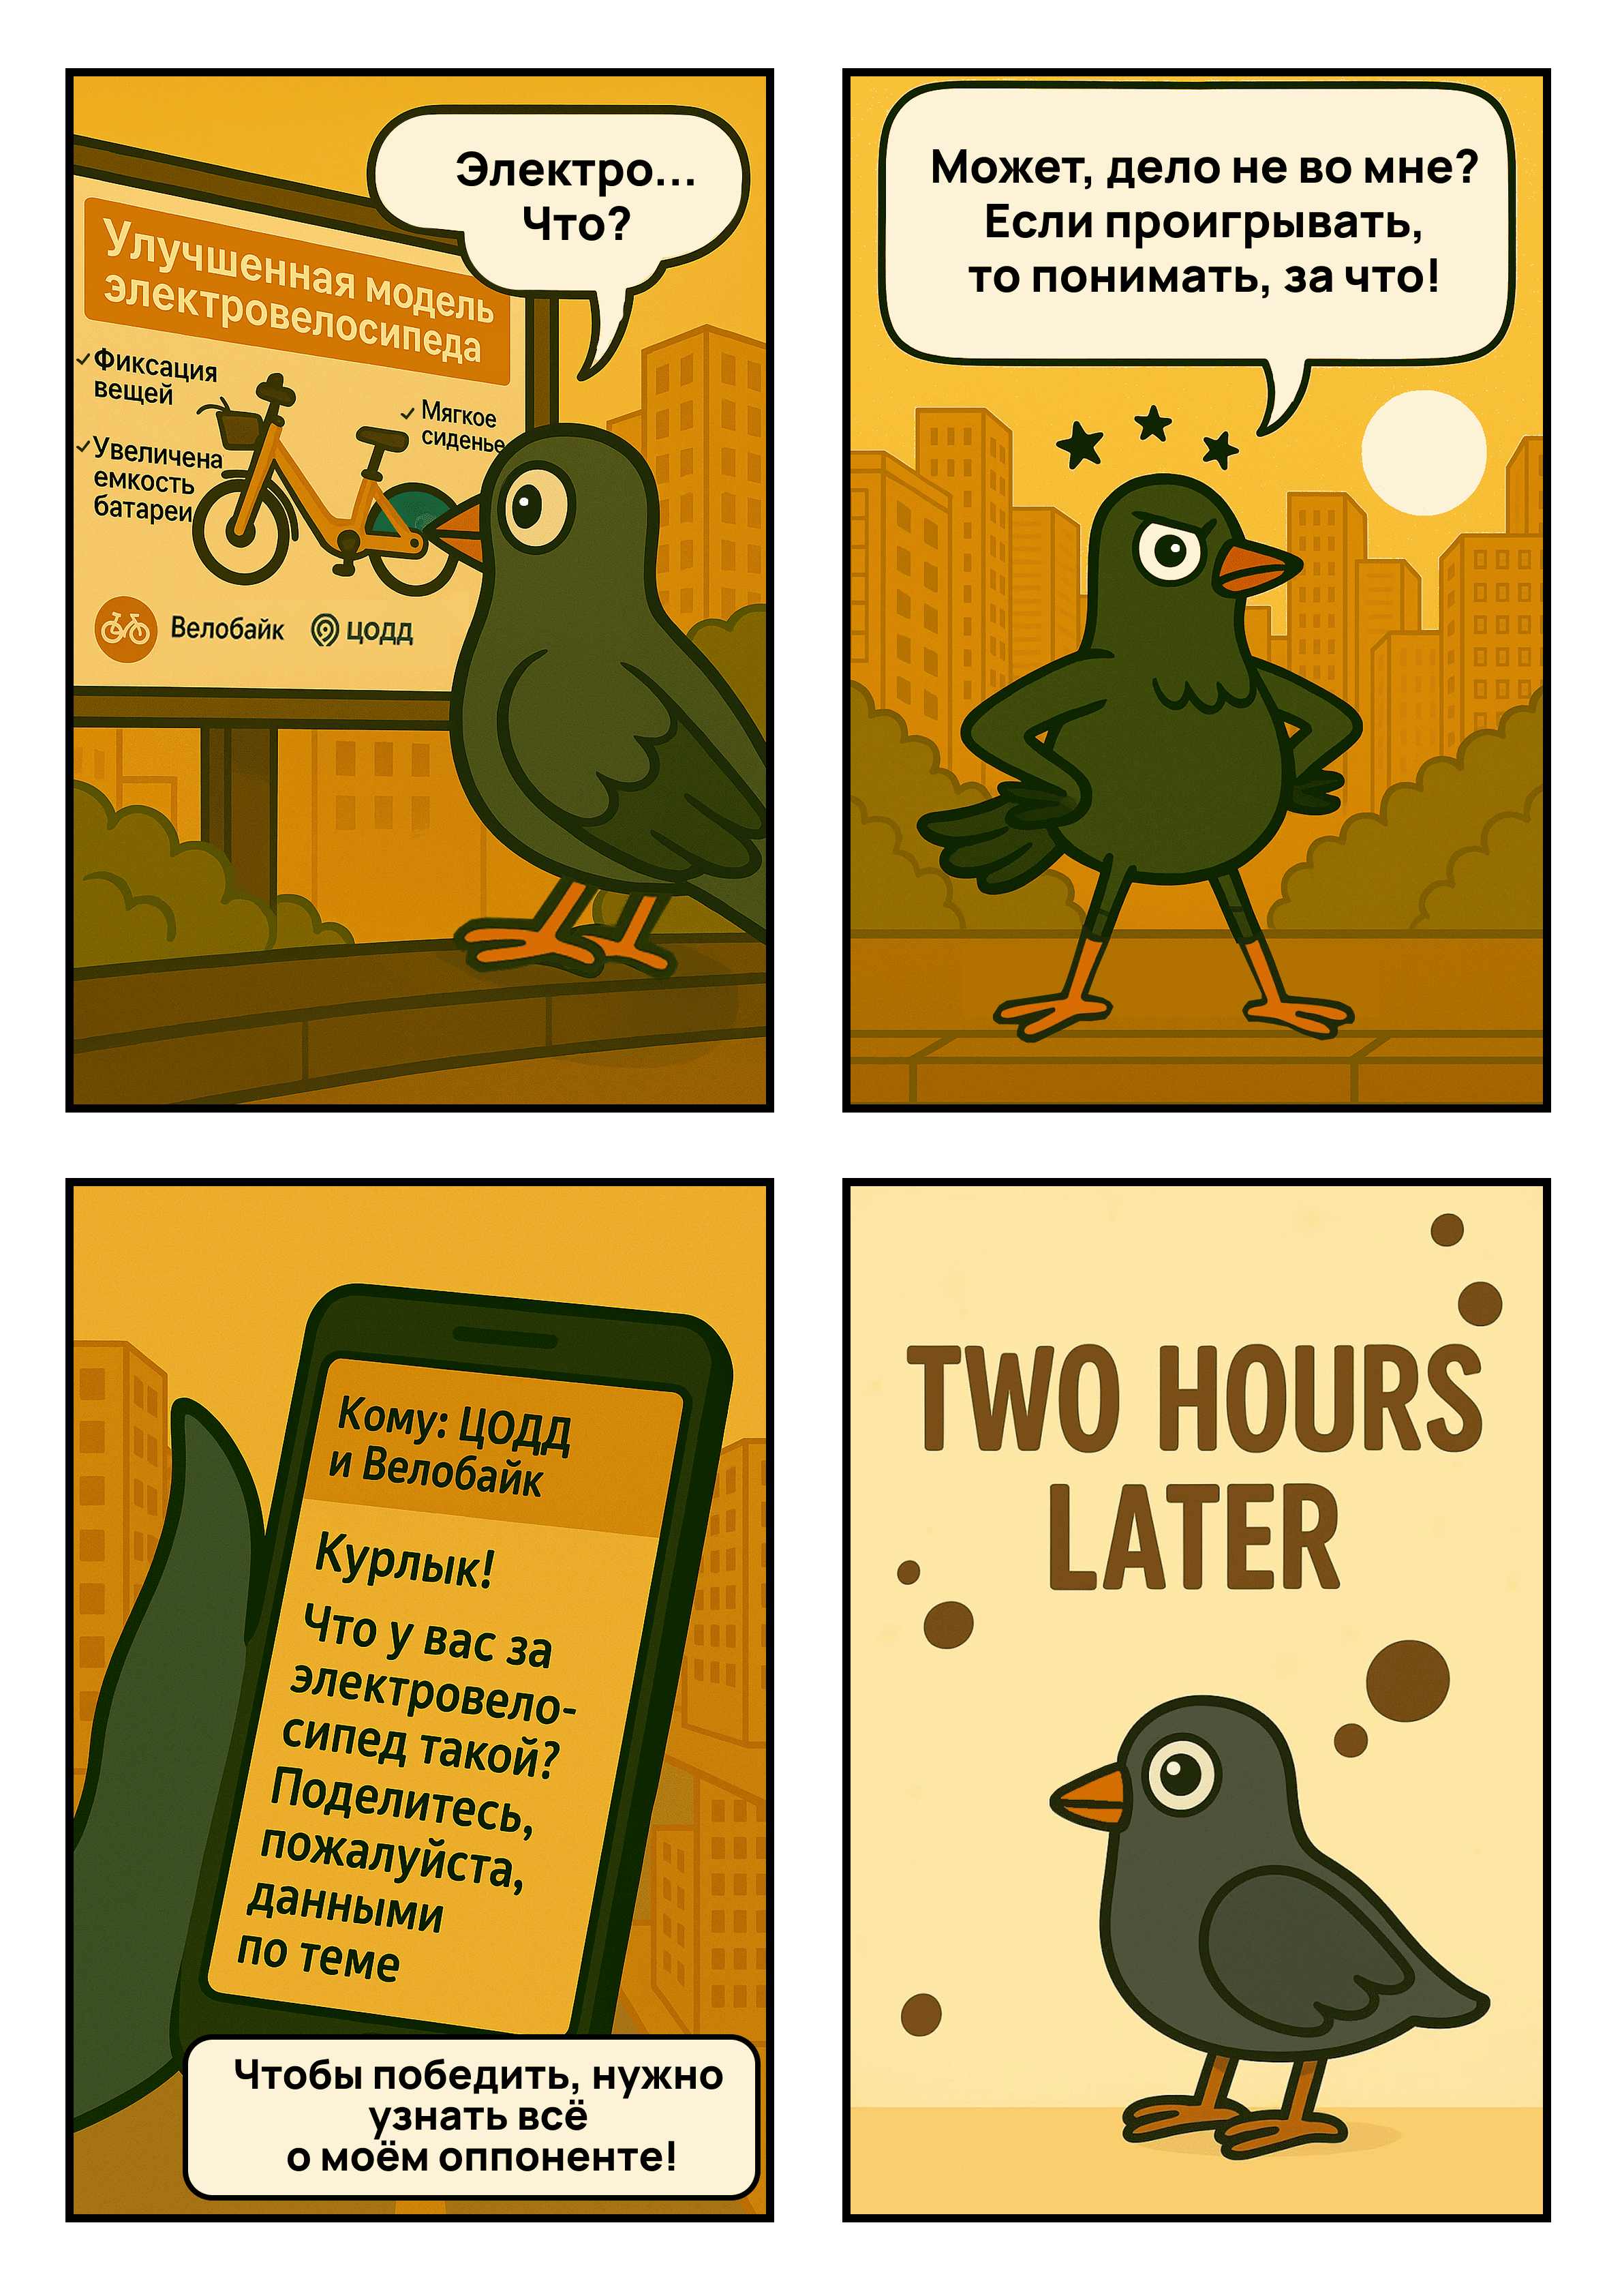 Электро...
Что?
Улучшенная модель
электровелосипеда
Фиксация
вещей
Мягкое
сиденье
Увеличена
емкость
батареи
Велобайк
ЦОДД
Может, дело не во мне?
Если проигрывать,
то понимать, за что!
Кому: ЦОДД
и Велобайк
Курлык!
Что у вас за
электровело-
сипед такой?
Поделитесь,
пожалуйста,
данными
по теме
Чтобы победить, нужно
узнать всё
о моём оппоненте!
TWO HOURS
LATER